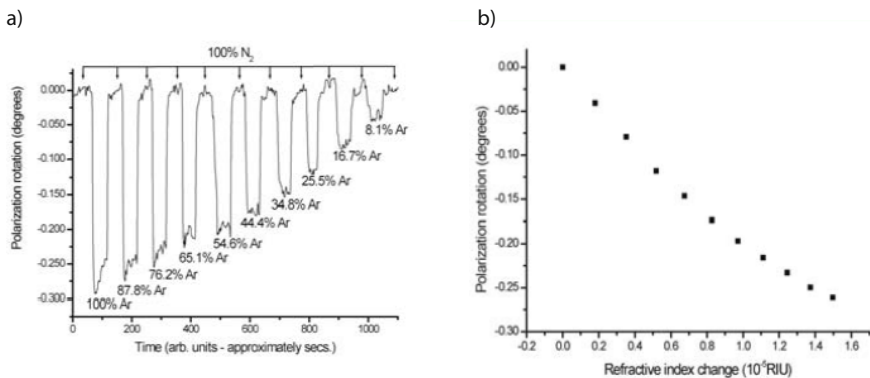 a)
100% N₂
Polarization rotation (degrees)
0.000
-0.050
-0.100
-0.150
-0.200
-0.250
-0.300
100% Ar
87.8% Ar
76.2% Ar
65.1% Ar
54.6% Ar
44.4% Ar
34.8% Ar
25.5% Ar
16.7% Ar
8.1% Ar
0 200 400 600 800 1000
Time (arb. units - approximately secs.)
b)
Polarization rotation (degrees)
0.00
-0.05
-0.10
-0.15
-0.20
-0.25
-0.30
-0.2 0.0 0.2 0.4 0.6 0.8 1.0 1.2 1.4 1.6
Refractive index change (10⁻⁵RIU)